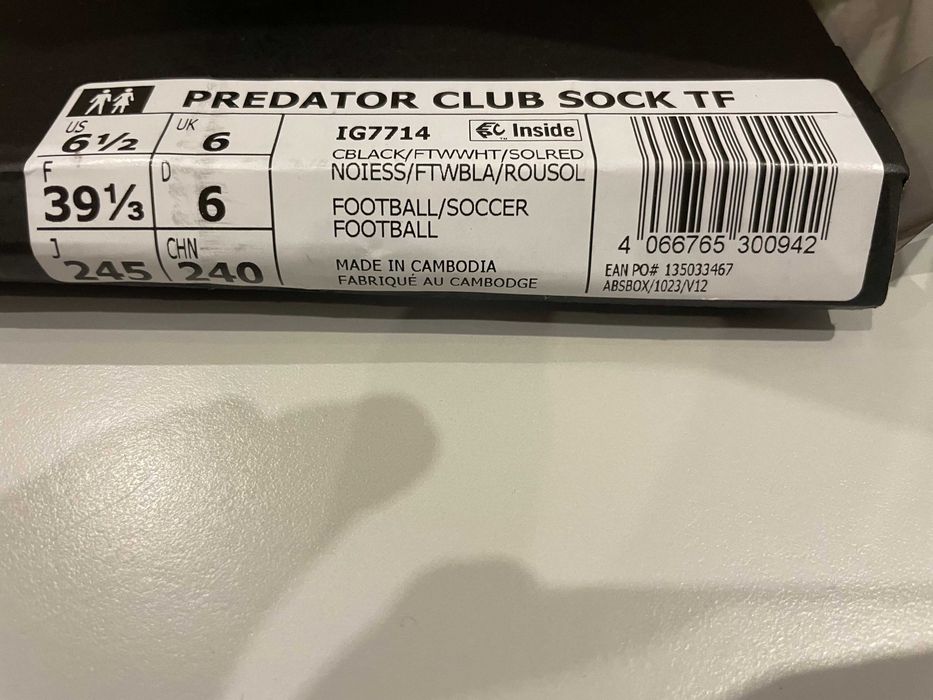 PREDATOR CLUB SOCK TF
US 6 1/2
UK 6
F 39 1/3
D 6
J 245
CHN 240
IG7714
EC Inside
TM
CBLACK/FTWWHT/SOLRED
NOIESS/FTWBLA/ROUSOL
FOOTBALL/SOCCER
FOOTBALL
MADE IN CAMBODIA
FABRIQUÉ AU CAMBODGE
4 066765 300942
EAN PO# 135033467
ABSBOX/1023/V12